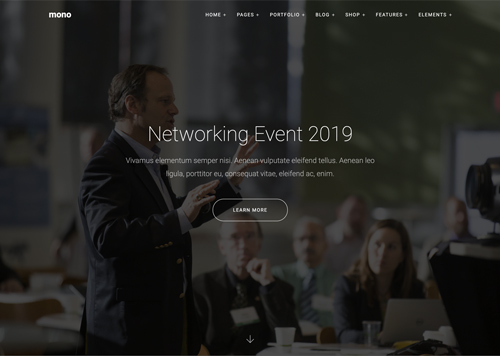 mono
HOME + PAGES + PORTFOLIO + BLOG + SHOP + FEATURES + ELEMENTS +
Networking Event 2019
Vivamus elementum semper nisi. Aenean vulputate eleifend tellus. Aenean leo
ligula, porttitor eu, consequat vitae, eleifend ac, enim.
LEARN MORE